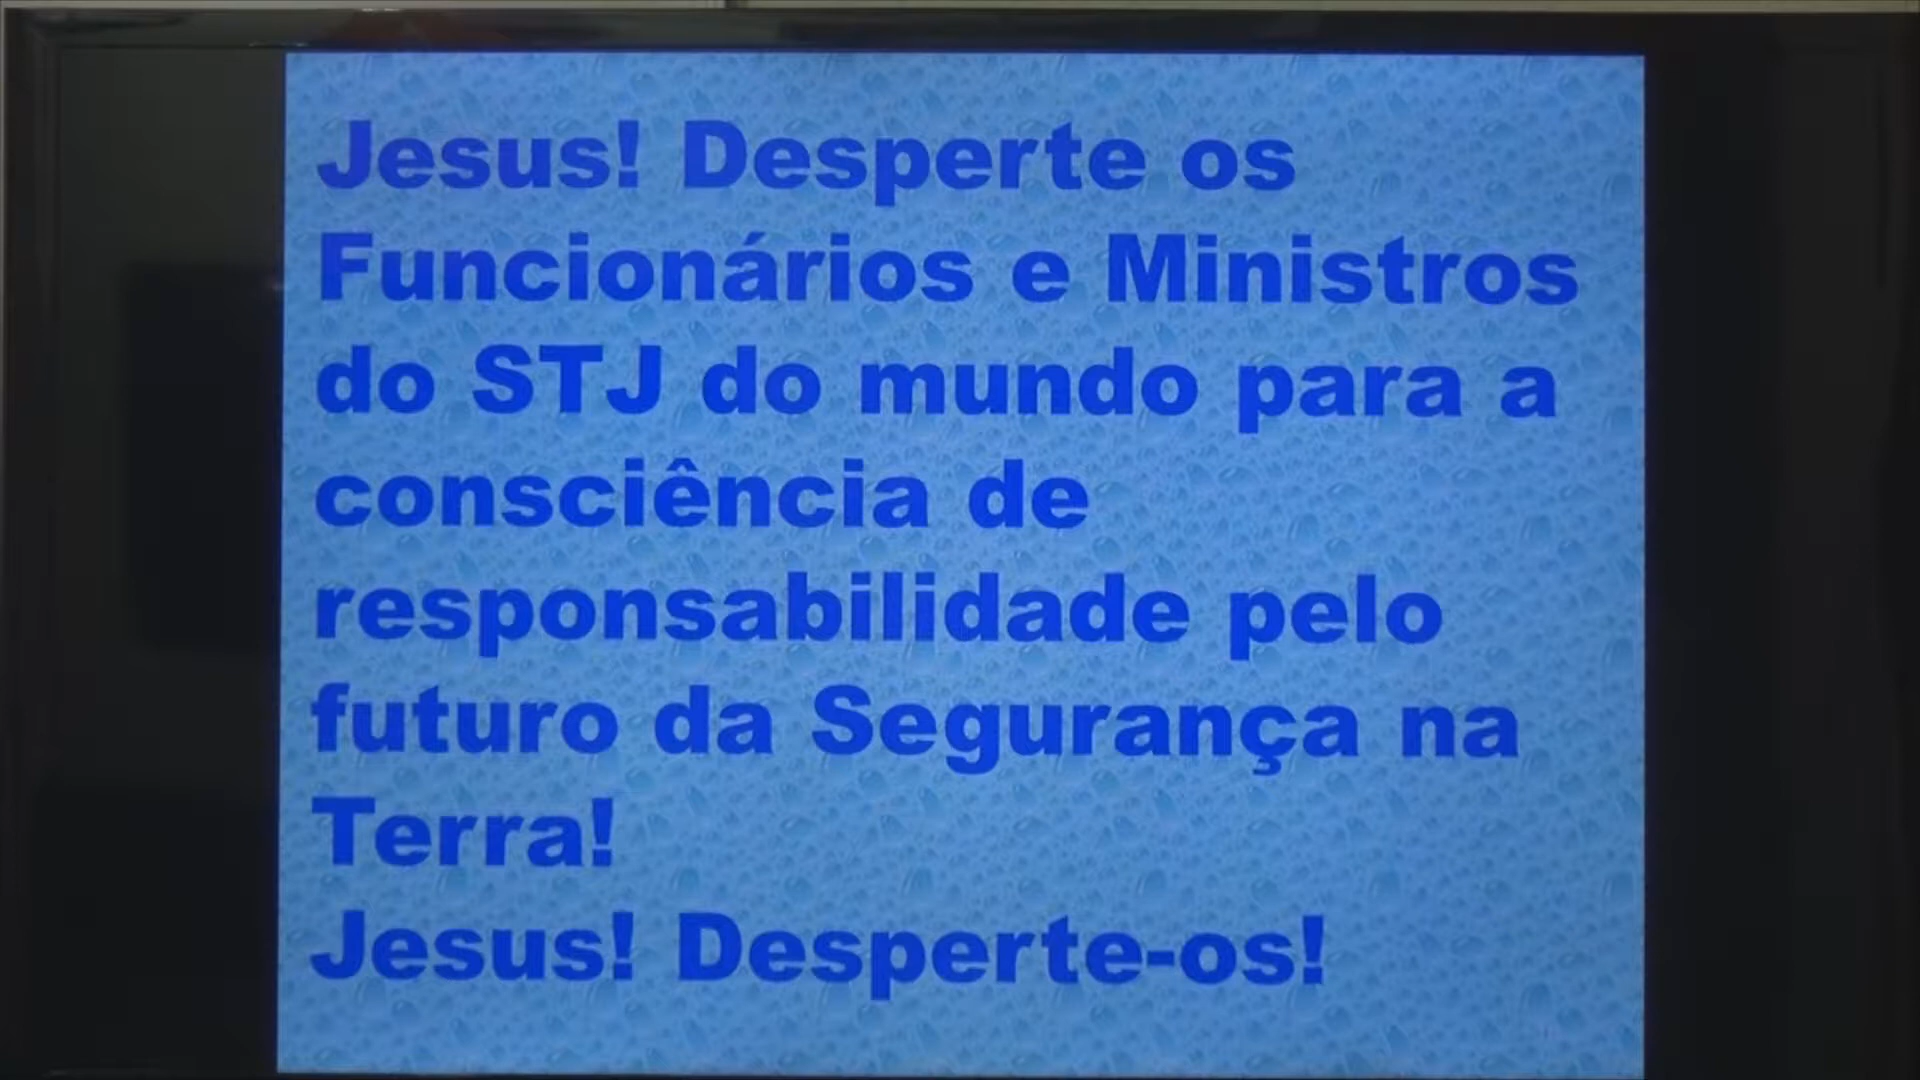 Jesus! Desperte os
Funcionários e Ministros
do STJ do mundo para a
consciência de
responsabilidade pelo
futuro da Segurança na
Terra!
Jesus! Desperte-os!